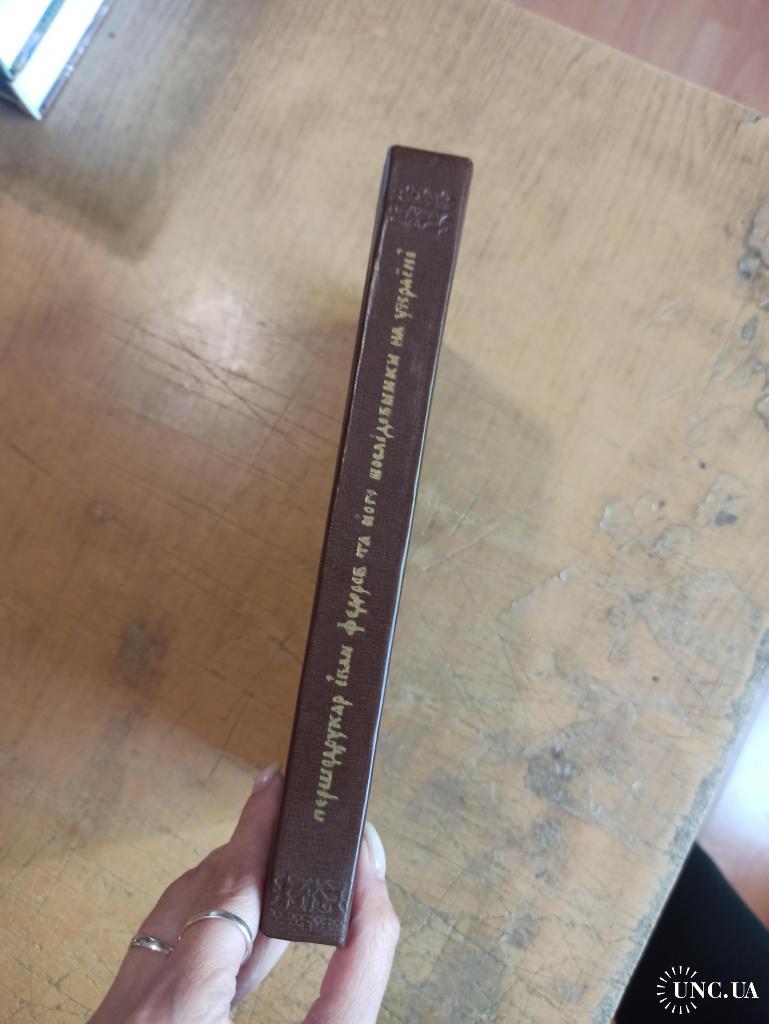 першодрукар іван федоров та його послідовники на україні
UNC.UA